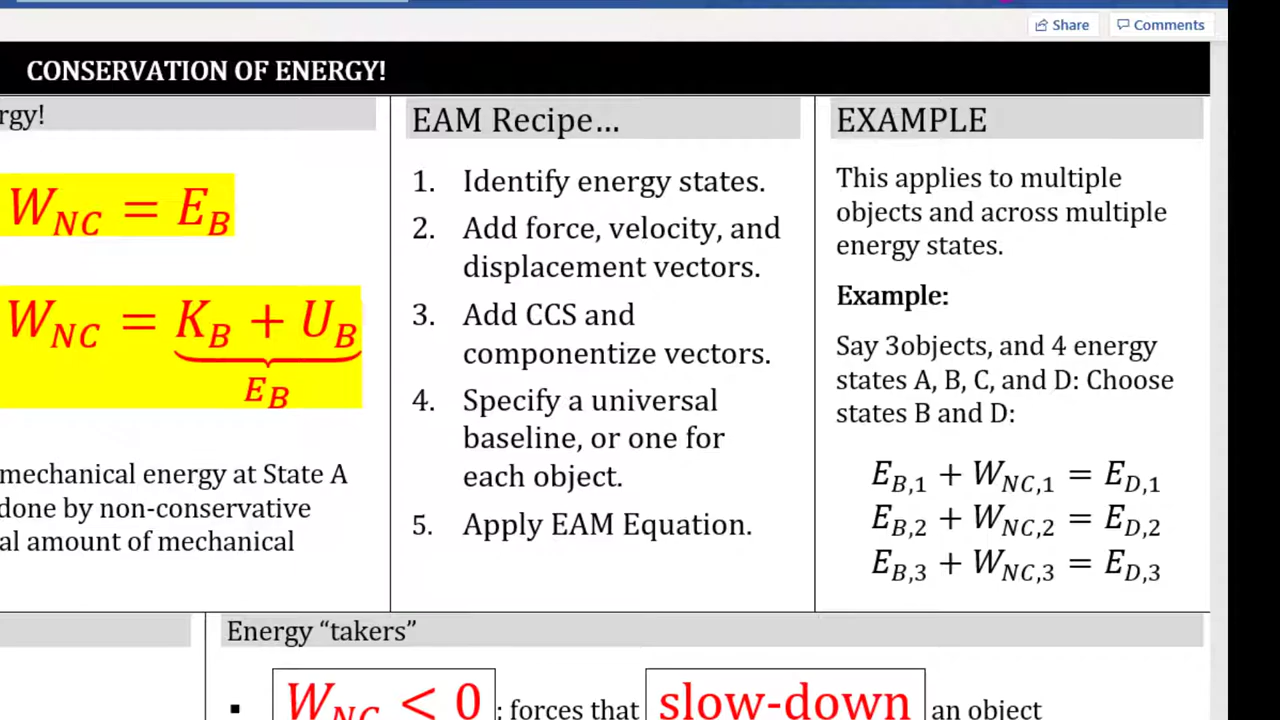 Share Comments
CONSERVATION OF ENERGY!
rgy!
W_NC = E_B
W_NC = K_B + U_B
E_B
mechanical energy at State A
done by non-conservative
al amount of mechanical
EAM Recipe…
1. Identify energy states.
2. Add force, velocity, and
displacement vectors.
3. Add CCS and
componentize vectors.
4. Specify a universal
baseline, or one for
each object.
5. Apply EAM Equation.
EXAMPLE
This applies to multiple
objects and across multiple
energy states.
Example:
Say 3objects, and 4 energy
states A, B, C, and D: Choose
states B and D:
E_B,1 + W_NC,1 = E_D,1
E_B,2 + W_NC,2 = E_D,2
E_B,3 + W_NC,3 = E_D,3
Energy “takers”
▪ W_NC < 0 : forces that slow-down an object